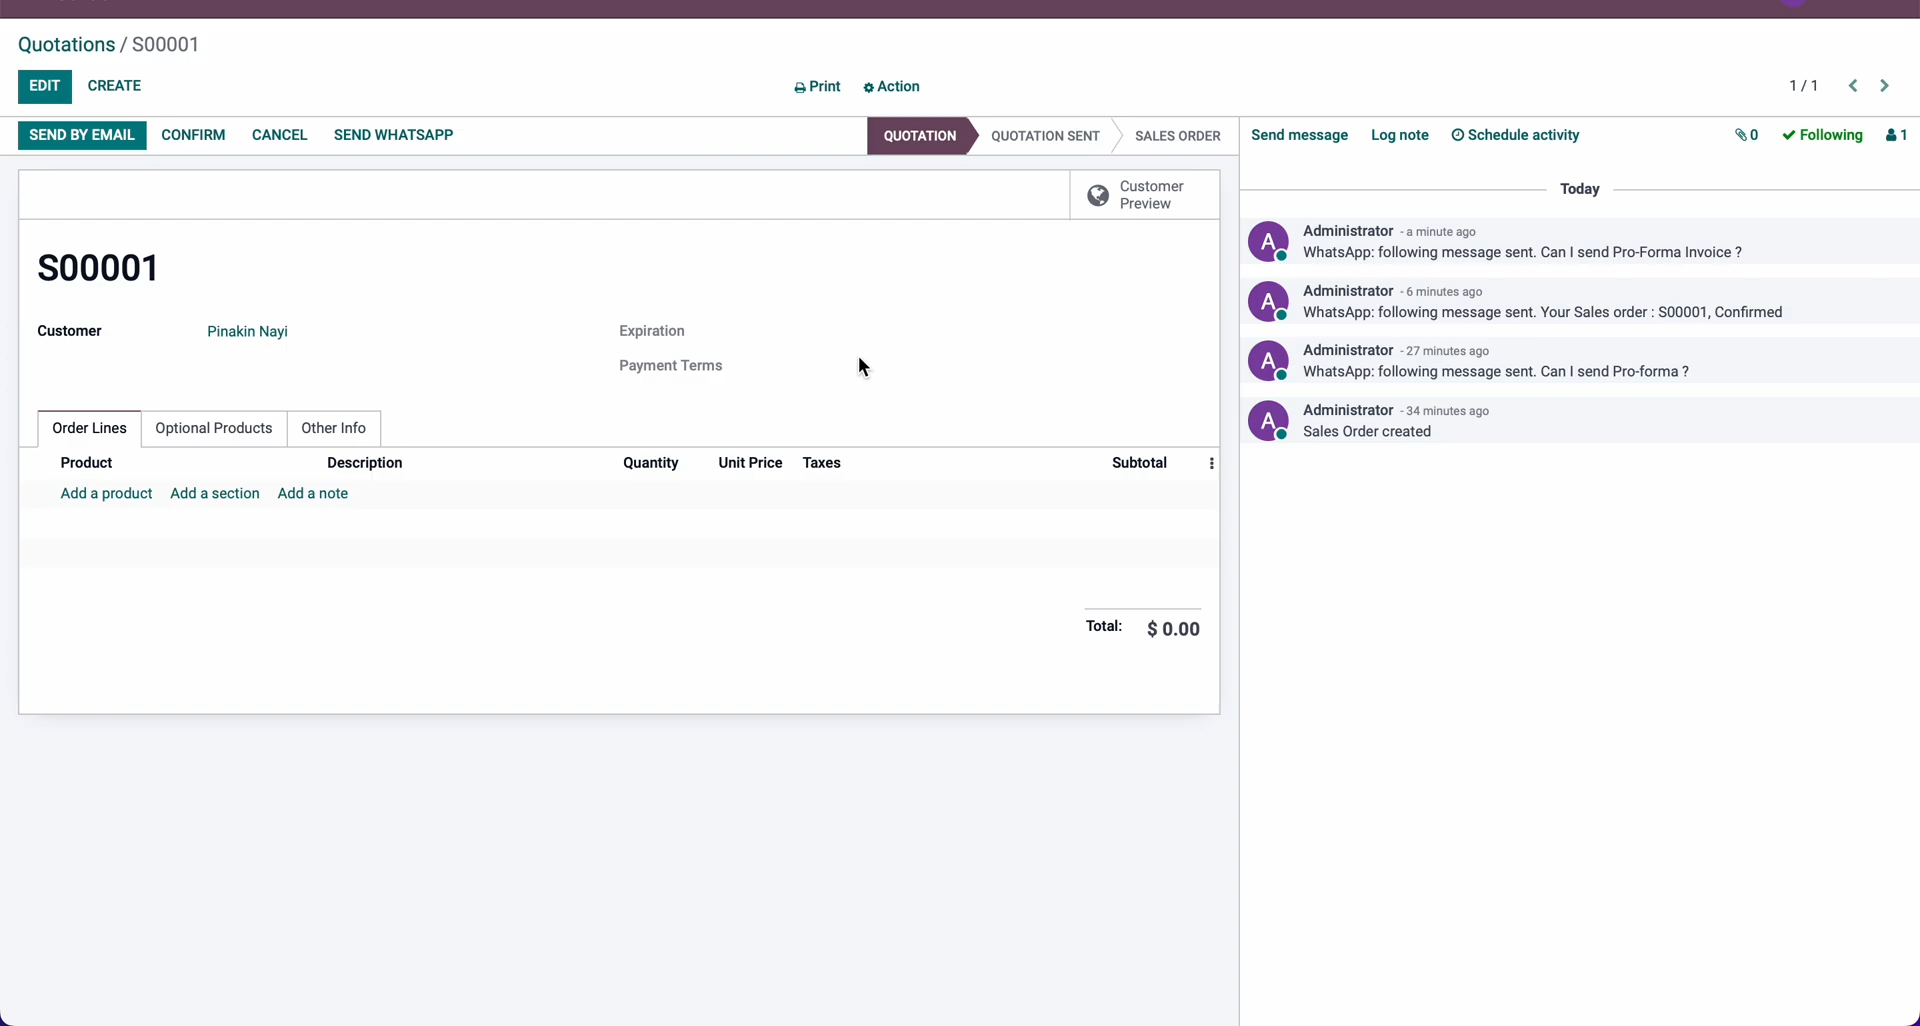 Quotations / S00001
EDIT CREATE Print Action 1 / 1
SEND BY EMAIL CONFIRM CANCEL SEND WHATSAPP QUOTATION QUOTATION SENT SALES ORDER
Customer
Preview
S00001
Customer Pinakin Nayi Expiration
Payment Terms
Order Lines Optional Products Other Info
Product Description Quantity Unit Price Taxes Subtotal
Add a product Add a section Add a note
Total: $ 0.00
Send message Log note Schedule activity 0 Following 1
Today
A Administrator - a minute ago
WhatsApp: following message sent. Can I send Pro-Forma Invoice ?
A Administrator - 6 minutes ago
WhatsApp: following message sent. Your Sales order : S00001, Confirmed
A Administrator - 27 minutes ago
WhatsApp: following message sent. Can I send Pro-forma ?
A Administrator - 34 minutes ago
Sales Order created